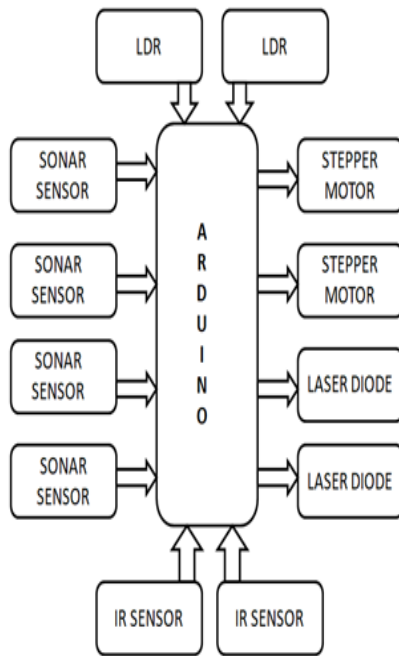 LDR
LDR
SONAR
SENSOR
SONAR
SENSOR
SONAR
SENSOR
SONAR
SENSOR
A
R
D
U
I
N
O
STEPPER
MOTOR
STEPPER
MOTOR
LASER DIODE
LASER DIODE
IR SENSOR
IR SENSOR